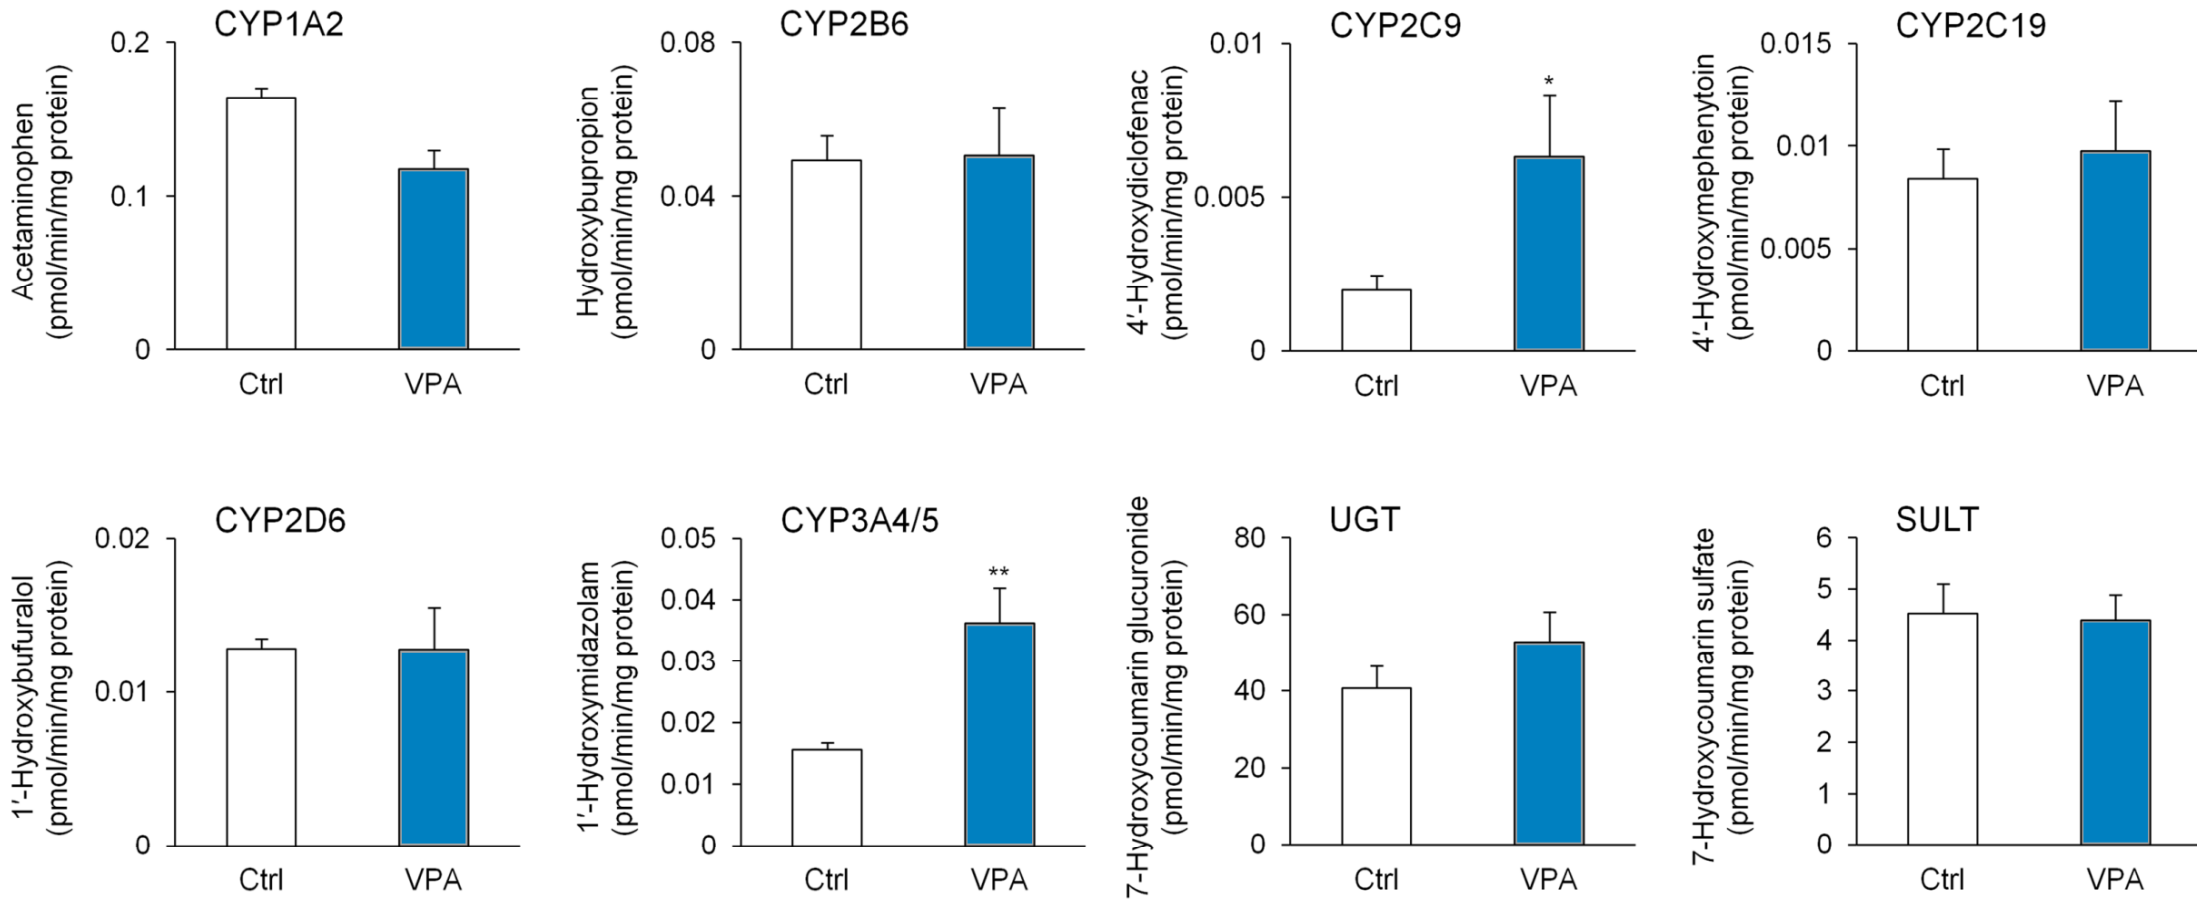 CYP1A2
Acetaminophen
(pmol/min/mg protein)
0.2
0.1
0
Ctrl
VPA
CYP2B6
Hydroxybupropion
(pmol/min/mg protein)
0.08
0.04
0
Ctrl
VPA
CYP2C9
4′-Hydroxydiclofenac
(pmol/min/mg protein)
0.01
0.005
0
*
Ctrl
VPA
CYP2C19
4′-Hydroxymephenytoin
(pmol/min/mg protein)
0.015
0.01
0.005
0
Ctrl
VPA
CYP2D6
1′-Hydroxybufuralol
(pmol/min/mg protein)
0.02
0.01
0
Ctrl
VPA
CYP3A4/5
1′-Hydroxymidazolam
(pmol/min/mg protein)
0.05
0.04
0.03
0.02
0.01
0
**
Ctrl
VPA
UGT
7-Hydroxycoumarin glucuronide
(pmol/min/mg protein)
80
60
40
20
0
Ctrl
VPA
SULT
7-Hydroxycoumarin sulfate
(pmol/min/mg protein)
6
5
4
3
2
1
0
Ctrl
VPA